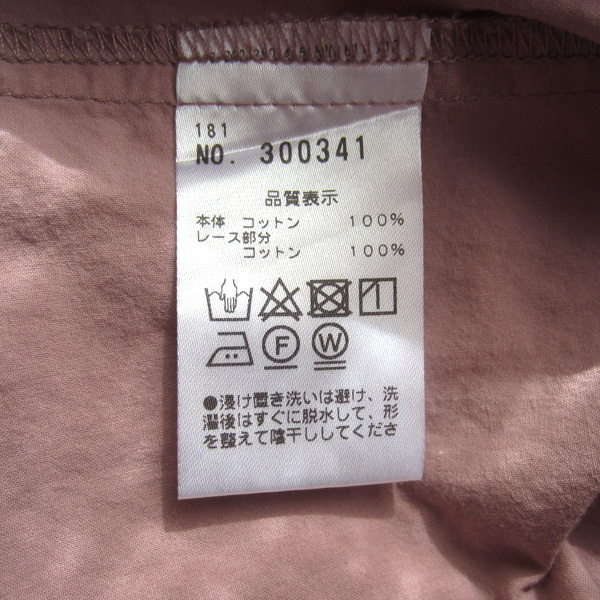 181
NO. 300341
品質表示
本体 コットン 100%
レース部分
コットン 100%
F W
●浸け置き洗いは避け、洗
濯後はすぐに脱水して、形
を整えて陰干ししてくださ